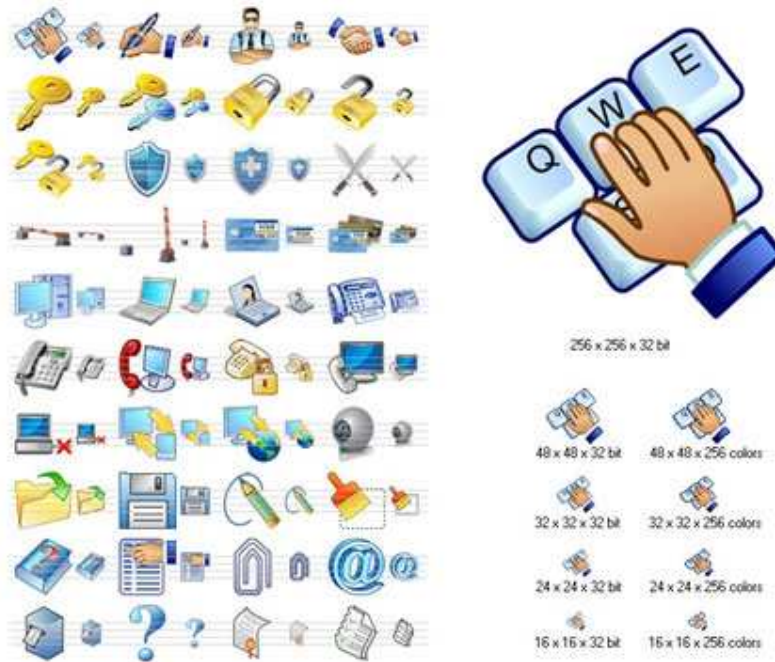 E
W
Q
256 x 256 x 32 bit
48 x 48 x 32 bit 48 x 48 x 256 colors
32 x 32 x 32 bit 32 x 32 x 256 colors
24 x 24 x 32 bit 24 x 24 x 256 colors
@ @
? ?
16 x 16 x 32 bit 16 x 16 x 256 colors